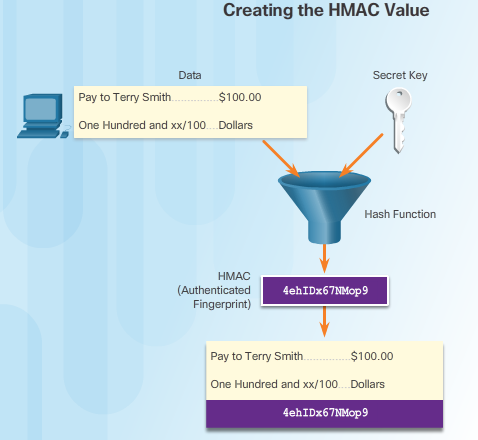 Creating the HMAC Value
Data
Secret Key
Pay to Terry Smith..............$100.00
One Hundred and xx/100....Dollars
Hash Function
HMAC
(Authenticated
Fingerprint)
4ehIDx67NMop9
Pay to Terry Smith..............$100.00
One Hundred and xx/100....Dollars
4ehIDx67NMop9